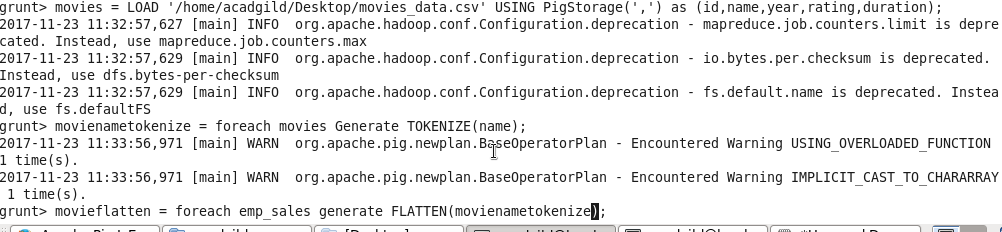 grunt> movies = LOAD '/home/acadgild/Desktop/movies_data.csv' USING PigStorage(',') as (id,name,year,rating,duration);
2017-11-23 11:32:57,627 [main] INFO  org.apache.hadoop.conf.Configuration.deprecation - mapreduce.job.counters.limit is depre
cated. Instead, use mapreduce.job.counters.max
2017-11-23 11:32:57,629 [main] INFO  org.apache.hadoop.conf.Configuration.deprecation - io.bytes.per.checksum is deprecated.
Instead, use dfs.bytes-per-checksum
2017-11-23 11:32:57,629 [main] INFO  org.apache.hadoop.conf.Configuration.deprecation - fs.default.name is deprecated. Instea
d, use fs.defaultFS
grunt> movienametokenize = foreach movies Generate TOKENIZE(name);
2017-11-23 11:33:56,971 [main] WARN  org.apache.pig.newplan.BaseOperatorPlan - Encountered Warning USING_OVERLOADED_FUNCTION
1 time(s).
2017-11-23 11:33:56,971 [main] WARN  org.apache.pig.newplan.BaseOperatorPlan - Encountered Warning IMPLICIT_CAST_TO_CHARARRAY
 1 time(s).
grunt> movieflatten = foreach emp_sales generate FLATTEN(movienametokenize);